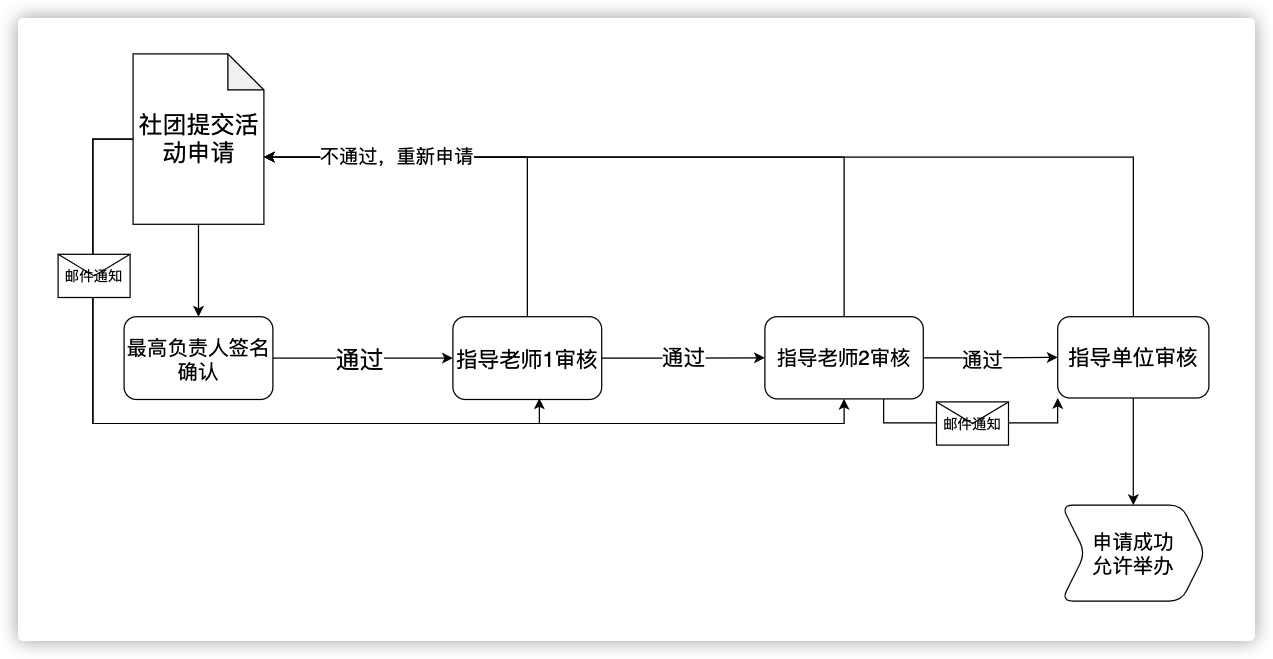 社团提交活
动申请
不通过，重新申请
邮件通知
最高负责人签名
确认
通过
指导老师1审核
通过
指导老师2审核
通过
指导单位审核
邮件通知
申请成功
允许举办